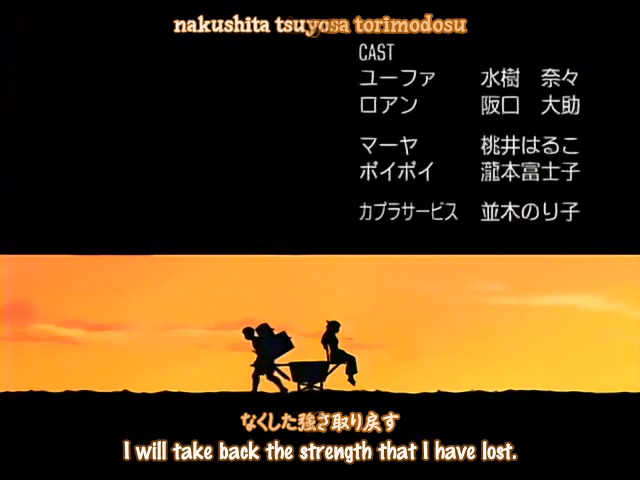 nakushita tsuyosa torimodosu
CAST
ユーファ 水樹 奈々
ロアン 阪口 大助
マーヤ 桃井はるこ
ポイポイ 瀧本富士子
カプラサービス 並木のり子
なくした強さ取り戻す
I will take back the strength that I have lost.